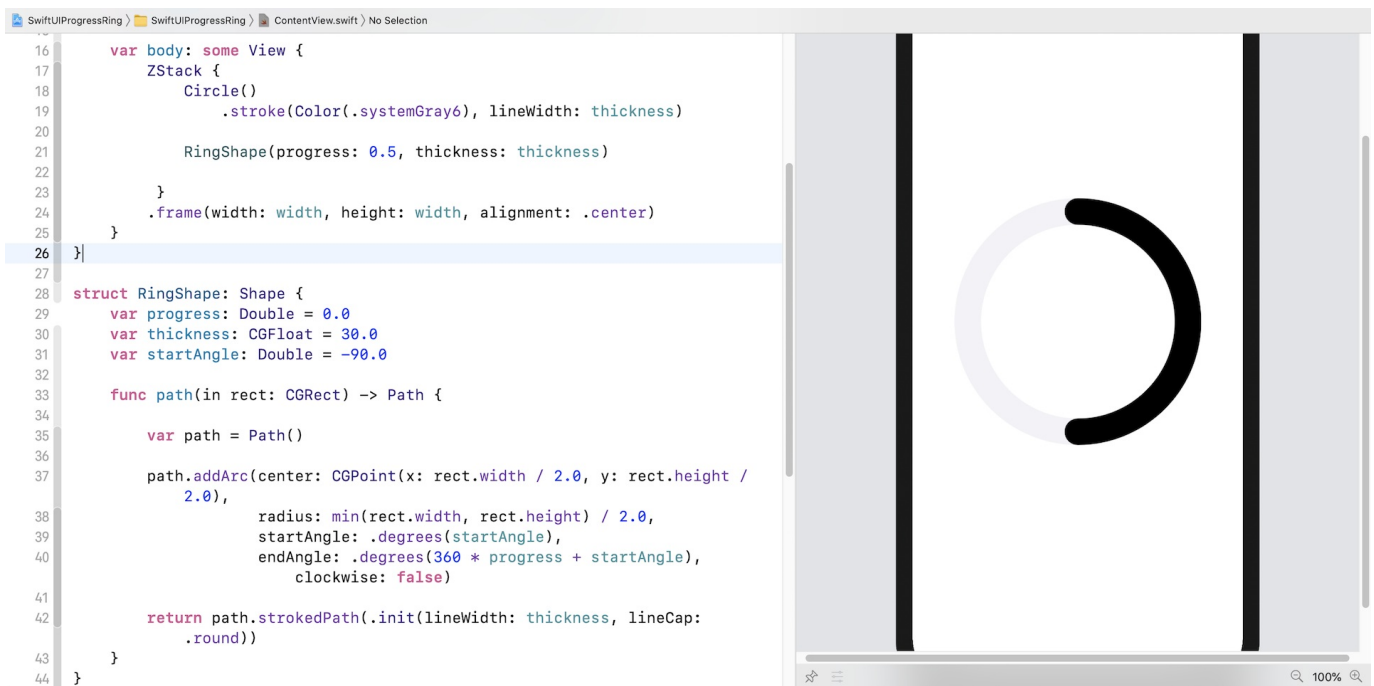 SwiftUIProgressRing 〉 SwiftUIProgressRing 〉 ContentView.swift 〉 No Selection
16 var body: some View {
17 ZStack {
18 Circle()
19 .stroke(Color(.systemGray6), lineWidth: thickness)
20
21 RingShape(progress: 0.5, thickness: thickness)
22
23 }
24 .frame(width: width, height: width, alignment: .center)
25 }
26 }
27
28 struct RingShape: Shape {
29 var progress: Double = 0.0
30 var thickness: CGFloat = 30.0
31 var startAngle: Double = -90.0
32
33 func path(in rect: CGRect) -> Path {
34
35 var path = Path()
36
37 path.addArc(center: CGPoint(x: rect.width / 2.0, y: rect.height /
2.0),
38 radius: min(rect.width, rect.height) / 2.0,
39 startAngle: .degrees(startAngle),
40 endAngle: .degrees(360 * progress + startAngle),
clockwise: false)
41
42 return path.strokedPath(.init(lineWidth: thickness, lineCap:
.round))
43 }
44 }
100%